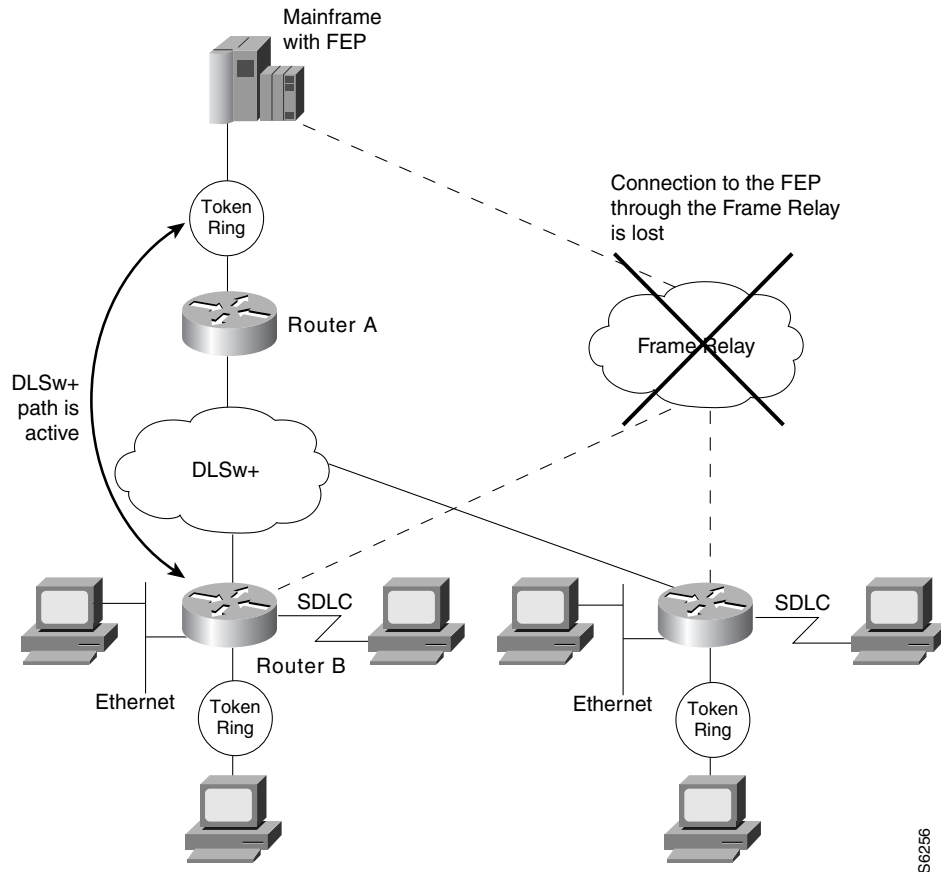 Mainframe
with FEP
Connection to the FEP
through the Frame Relay
is lost
Token
Ring
Router A
Frame Relay
DLSw+
path is
active
DLSw+
SDLC
SDLC
Router B
Ethernet
Ethernet
Token
Ring
Token
Ring
S6256